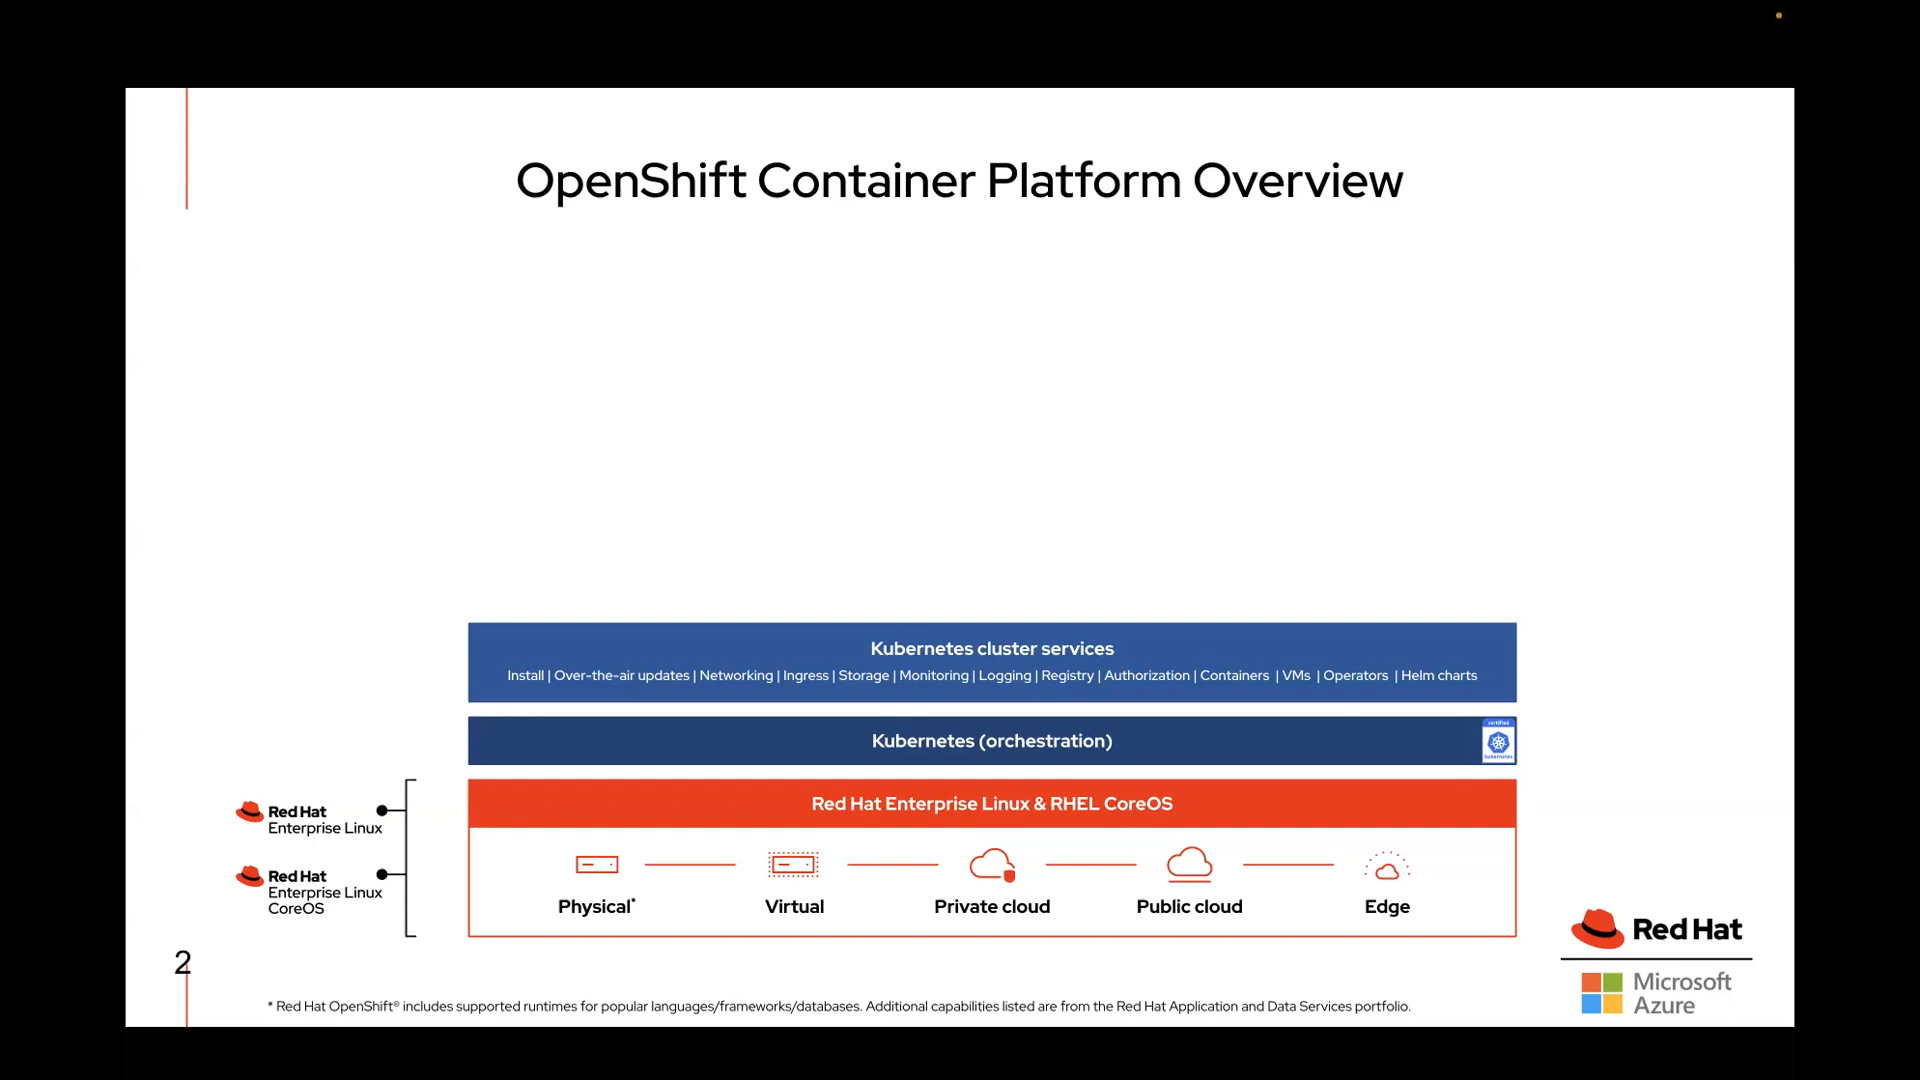 OpenShift Container Platform Overview
Kubernetes cluster services
Install | Over-the-air updates | Networking | Ingress | Storage | Monitoring | Logging | Registry | Authorization | Containers | VMs | Operators | Helm charts
Kubernetes (orchestration)
certified
kubernetes
Red Hat Enterprise Linux & RHEL CoreOS
Red Hat
Enterprise Linux
Red Hat
Enterprise Linux
CoreOS
Physical*
Virtual
Private cloud
Public cloud
Edge
Red Hat
Microsoft
Azure
2
* Red Hat OpenShift® includes supported runtimes for popular languages/frameworks/databases. Additional capabilities listed are from the Red Hat Application and Data Services portfolio.